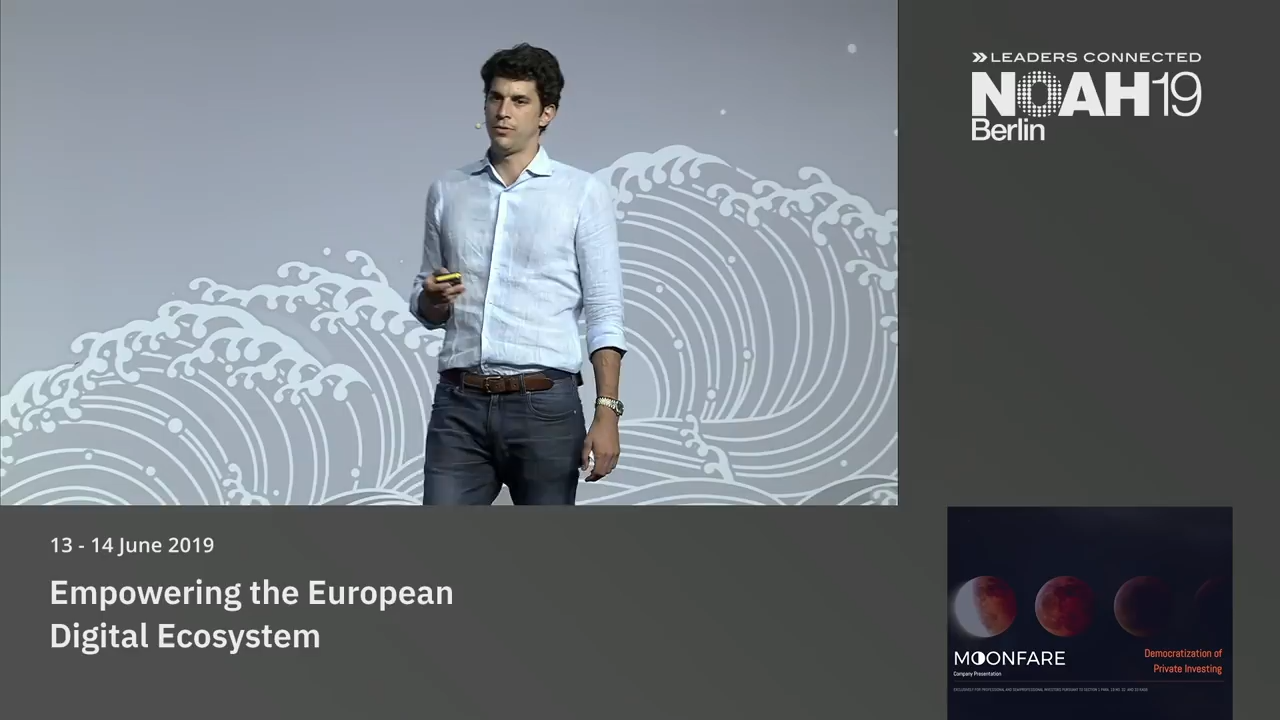 LEADERS CONNECTED
NOAH19
Berlin
13 - 14 June 2019
Empowering the European
Digital Ecosystem
MOONFARE
Company Presentation
Democratization of
Private Investing